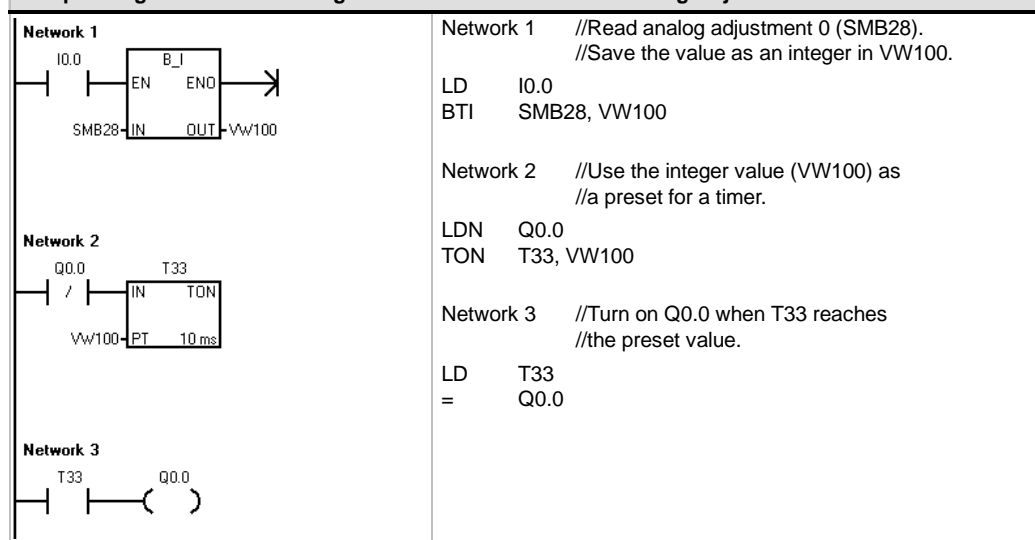 Network 1
I0.0
B_I
EN ENO
SMB28 IN OUT VW100
Network 2
Q0.0 T33
/ IN TON
VW100 PT 10 ms
Network 3
T33 Q0.0
Network 1 //Read analog adjustment 0 (SMB28).
//Save the value as an integer in VW100.
LD I0.0
BTI SMB28, VW100
Network 2 //Use the integer value (VW100) as
//a preset for a timer.
LDN Q0.0
TON T33, VW100
Network 3 //Turn on Q0.0 when T33 reaches
//the preset value.
LD T33
= Q0.0